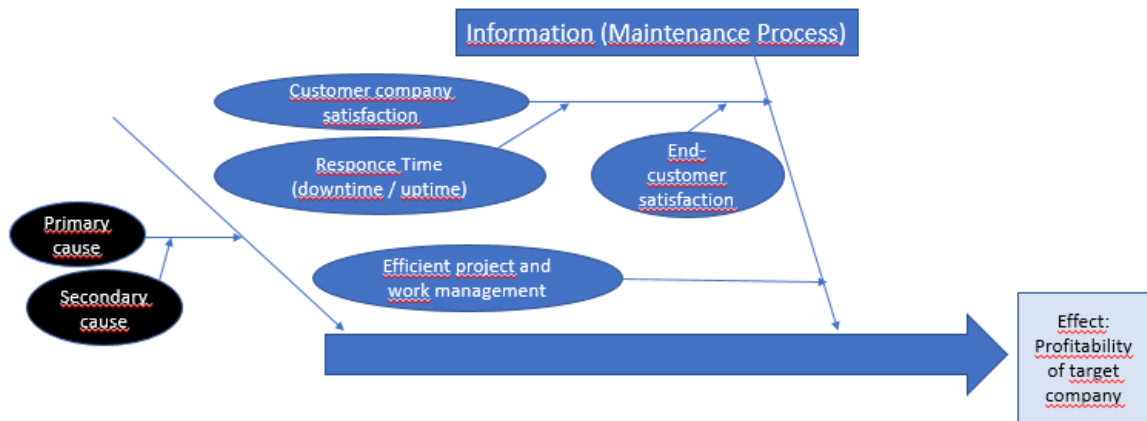 Information (Maintenance Process)
Customer company
satisfaction
Responce Time
(downtime / uptime)
End-
customer
satisfaction
Primary
cause
Secondary
cause
Efficient project and
work management
Effect:
Profitability
of target
company